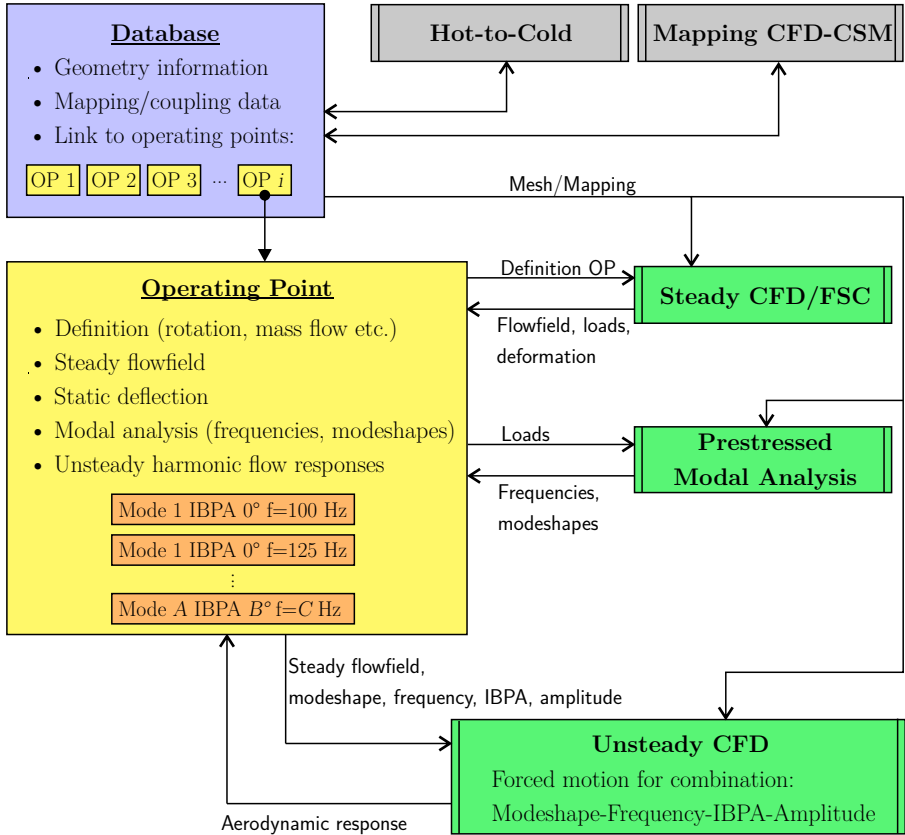 Database
• Geometry information
• Mapping/coupling data
• Link to operating points:
OP 1 OP 2 OP 3 ... OP i
Hot-to-Cold
Mapping CFD-CSM
Mesh/Mapping
Operating Point
• Definition (rotation, mass flow etc.)
• Steady flowfield
• Static deflection
• Modal analysis (frequencies, modeshapes)
• Unsteady harmonic flow responses
Mode 1 IBPA 0° f=100 Hz
Mode 1 IBPA 0° f=125 Hz
⋮
Mode A IBPA B° f=C Hz
Definition OP
Steady CFD/FSC
Flowfield, loads,
deformation
Loads
Prestressed
Modal Analysis
Frequencies,
modeshapes
Steady flowfield,
modeshape, frequency, IBPA, amplitude
Unsteady CFD
Forced motion for combination:
Modeshape-Frequency-IBPA-Amplitude
Aerodynamic response